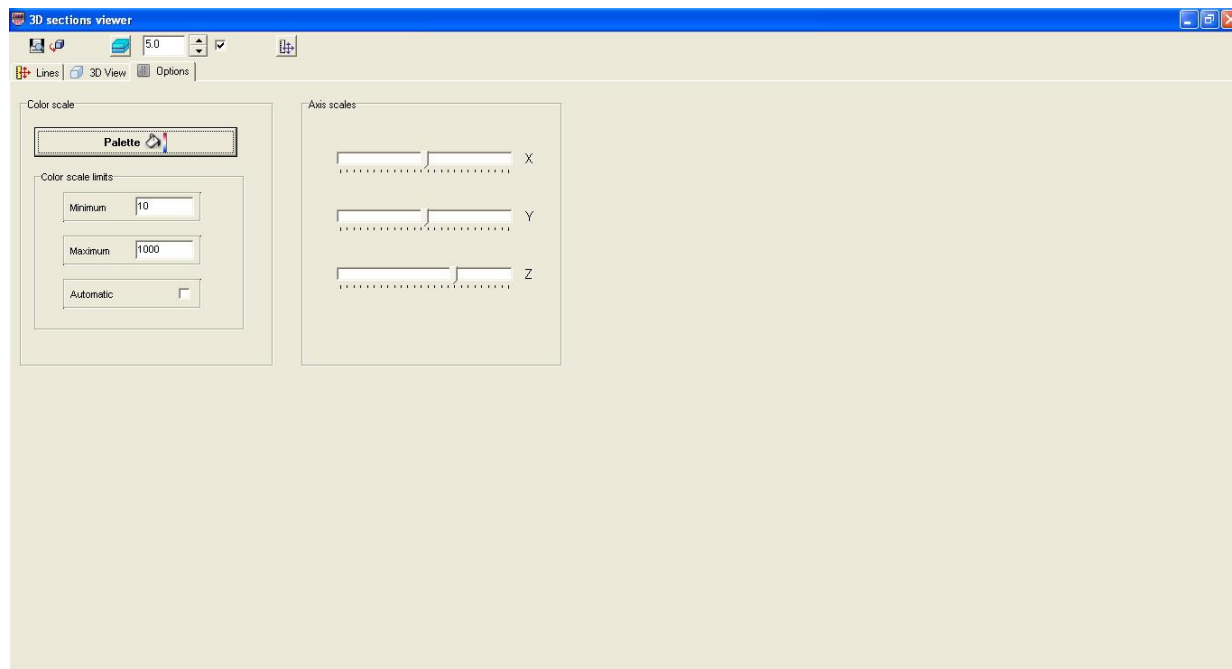 3D sections viewer
5.0
Lines 3D View Options
Color scale
Palette
Color scale limits
Minimum 10
Maximum 1000
Automatic
Axis scales
X
Y
Z